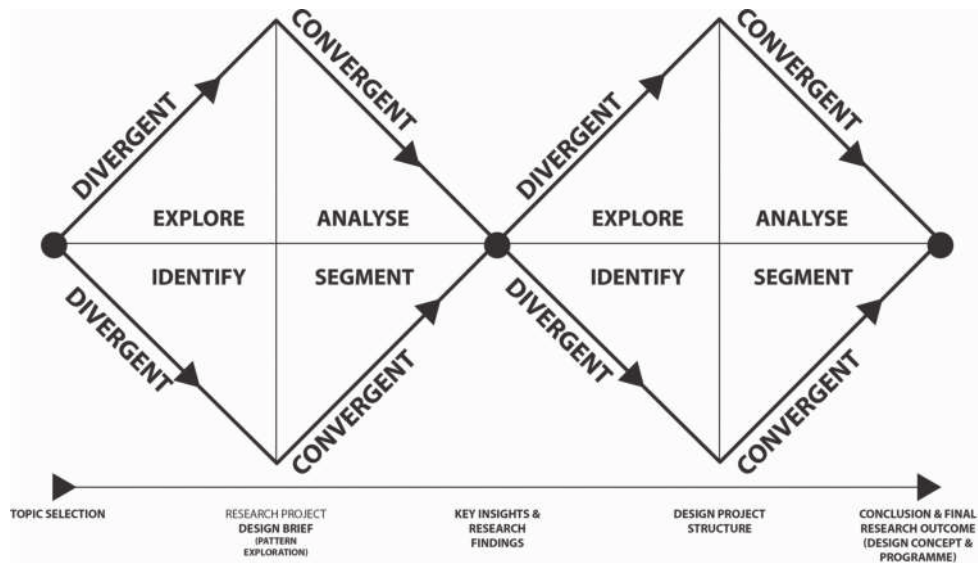 DIVERGENT
CONVERGENT
DIVERGENT
CONVERGENT
EXPLORE
ANALYSE
EXPLORE
ANALYSE
IDENTIFY
SEGMENT
IDENTIFY
SEGMENT
DIVERGENT
CONVERGENT
DIVERGENT
CONVERGENT
TOPIC SELECTION
RESEARCH PROJECT
DESIGN BRIEF
(PATTERN
EXPLORATION)
KEY INSIGHTS &
RESEARCH
FINDINGS
DESIGN PROJECT
STRUCTURE
CONCLUSION & FINAL
RESEARCH OUTCOME
(DESIGN CONCEPT &
PROGRAMME)